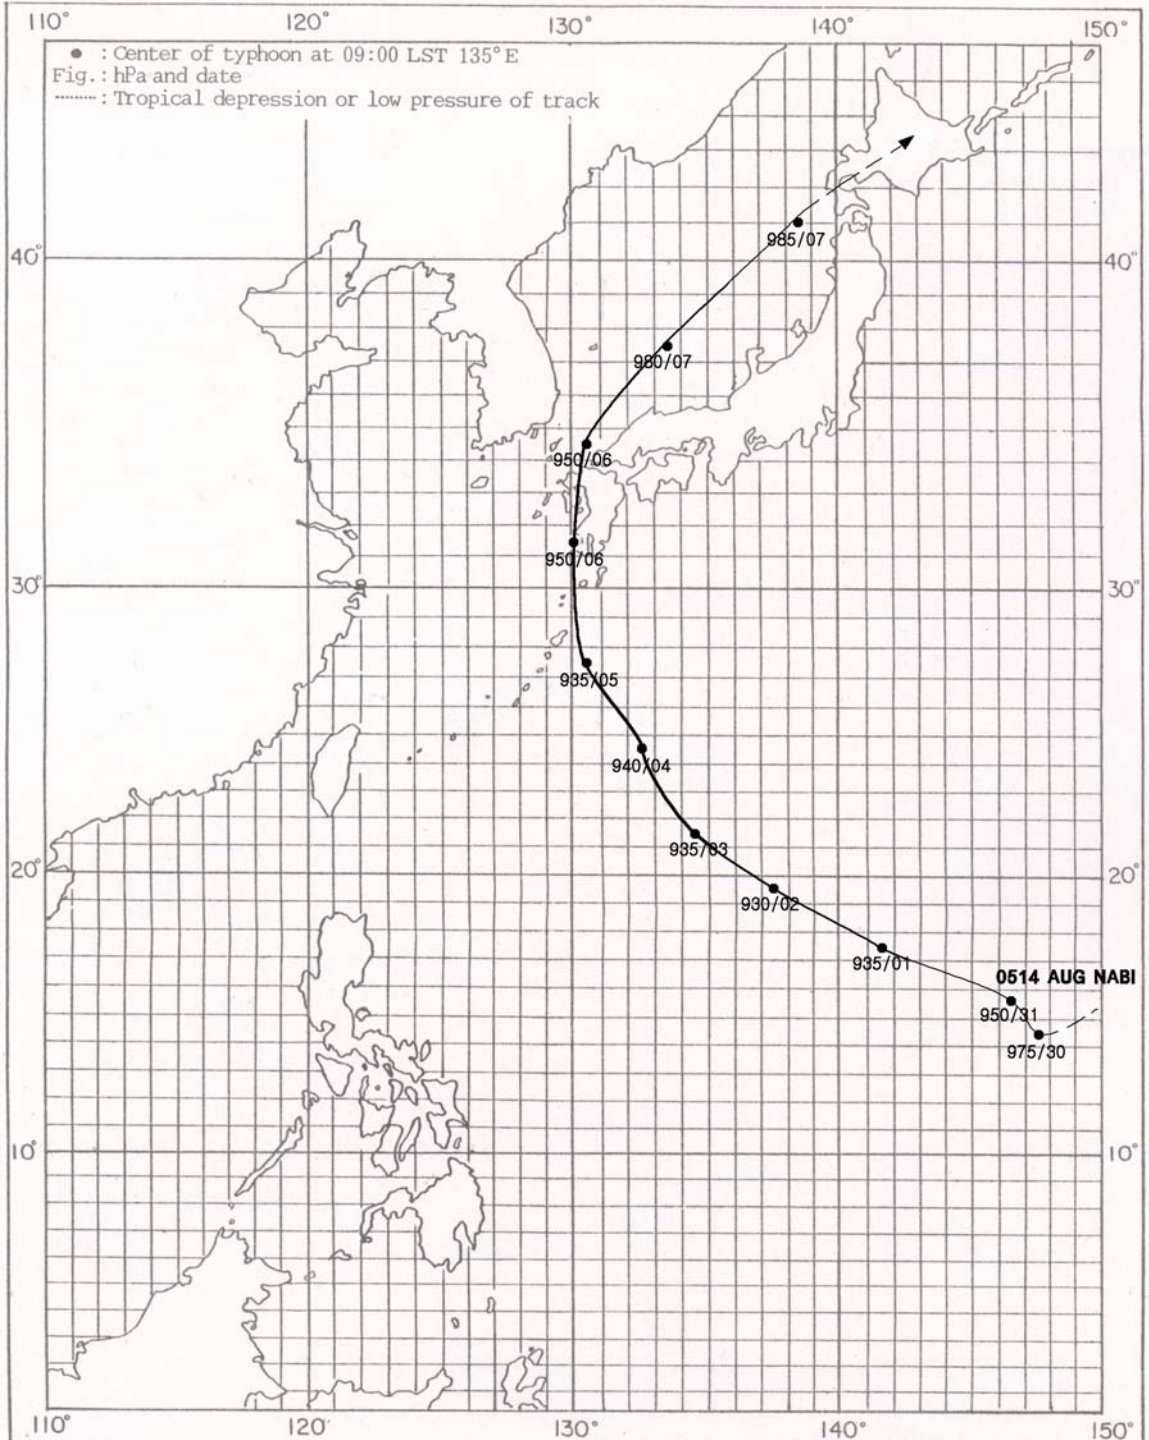 110° 120° 130° 140° 150°
● : Center of typhoon at 09:00 LST 135°E
Fig. : hPa and date
--------- : Tropical depression or low pressure of track
985/07
40° 40°
980/07
950/06
950/06
30° 30°
935/05
940/04
935/03
20° 20°
930/02
935/01
0514 AUG NABI
950/31
975/30
10° 10°
110° 120° 130° 140° 150°